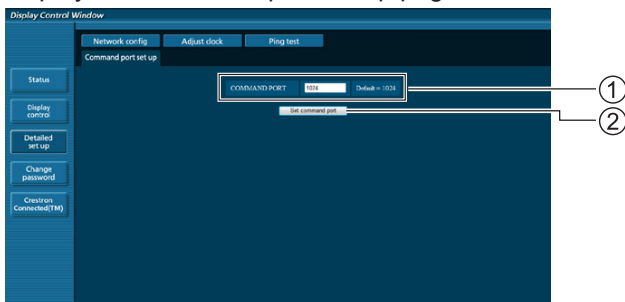 Display Control Window
Network config Adjust clock Ping test
Command port set up
Status
COMMAND PORT 1024 Default = 1024
①
Set command port
②
Display
control
Detailed
set up
Change
password
Crestron
Connected(TM)